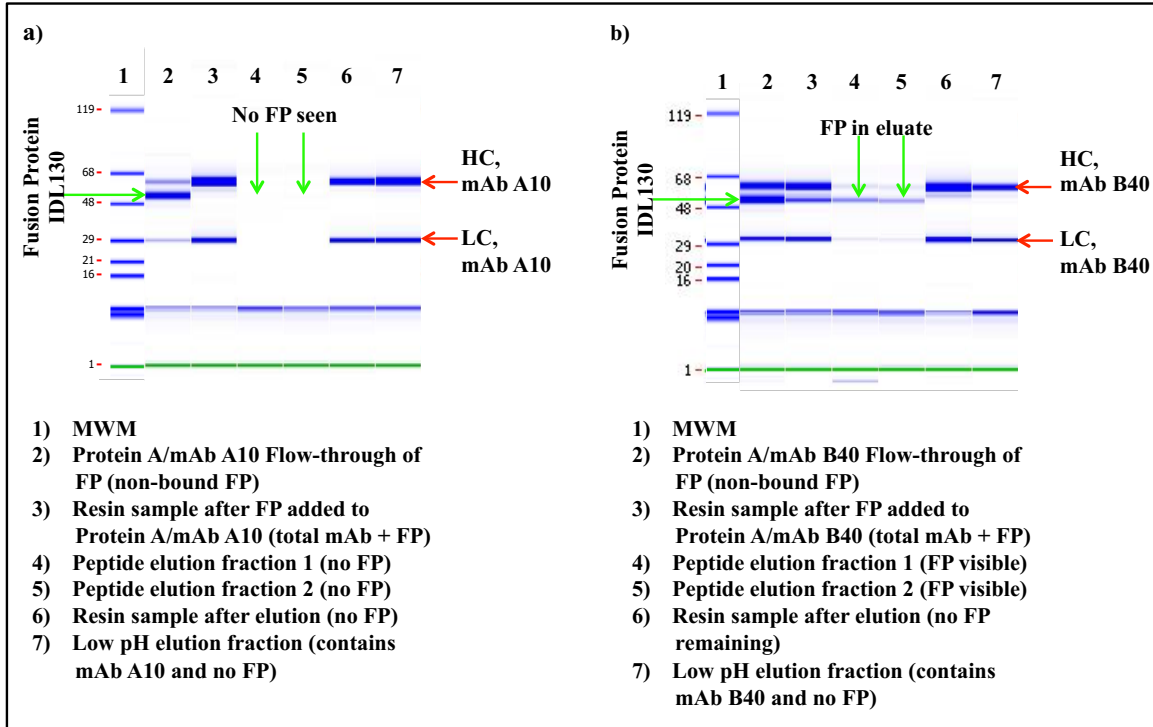 a)
1 2 3 4 5 6 7
119
68
48
29
21
16
1
Fusion Protein
IDL130
No FP seen
HC,
mAb A10
LC,
mAb A10
1) MWM
2) Protein A/mAb A10 Flow-through of
FP (non-bound FP)
3) Resin sample after FP added to
Protein A/mAb A10 (total mAb + FP)
4) Peptide elution fraction 1 (no FP)
5) Peptide elution fraction 2 (no FP)
6) Resin sample after elution (no FP)
7) Low pH elution fraction (contains
mAb A10 and no FP)
b)
1 2 3 4 5 6 7
119
68
48
29
20
16
1
Fusion Protein
IDL130
FP in eluate
HC,
mAb B40
LC,
mAb B40
1) MWM
2) Protein A/mAb B40 Flow-through of
FP (non-bound FP)
3) Resin sample after FP added to
Protein A/mAb B40 (total mAb + FP)
4) Peptide elution fraction 1 (FP visible)
5) Peptide elution fraction 2 (FP visible)
6) Resin sample after elution (no FP
remaining)
7) Low pH elution fraction (contains
mAb B40 and no FP)